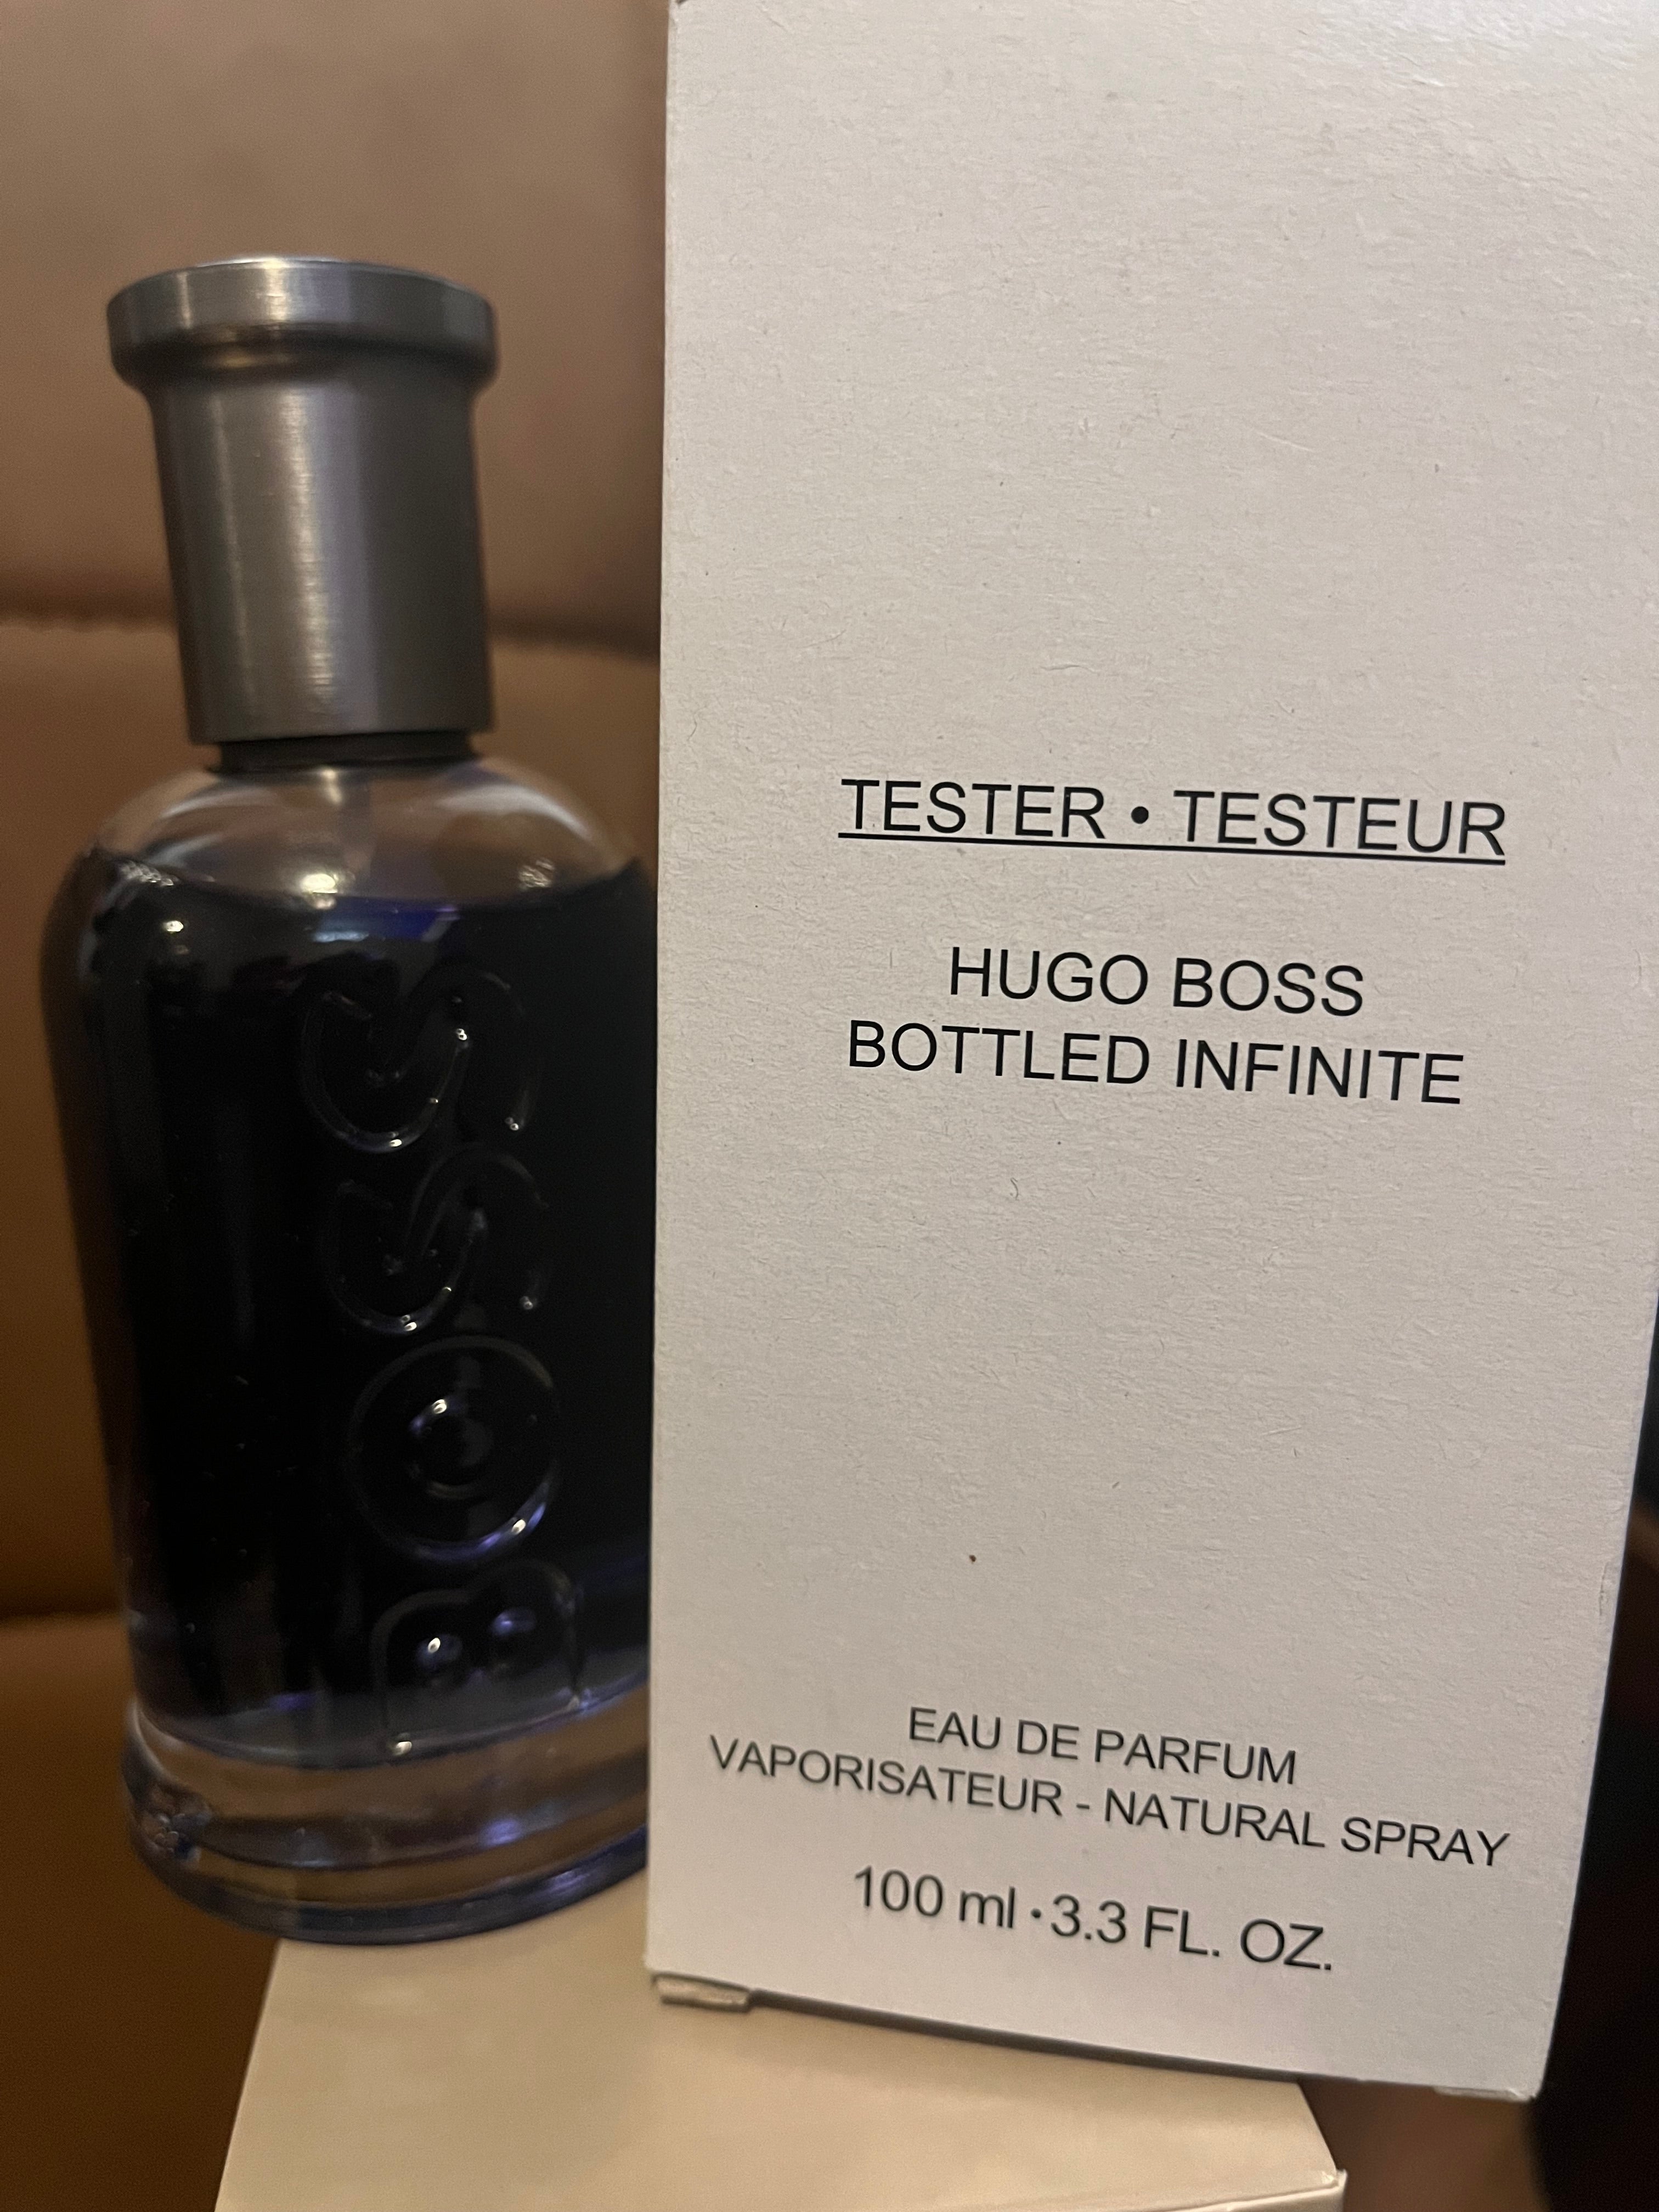 BOSS
TESTER • TESTEUR
HUGO BOSS
BOTTLED INFINITE
EAU DE PARFUM
VAPORISATEUR - NATURAL SPRAY
100 ml • 3.3 FL. OZ.